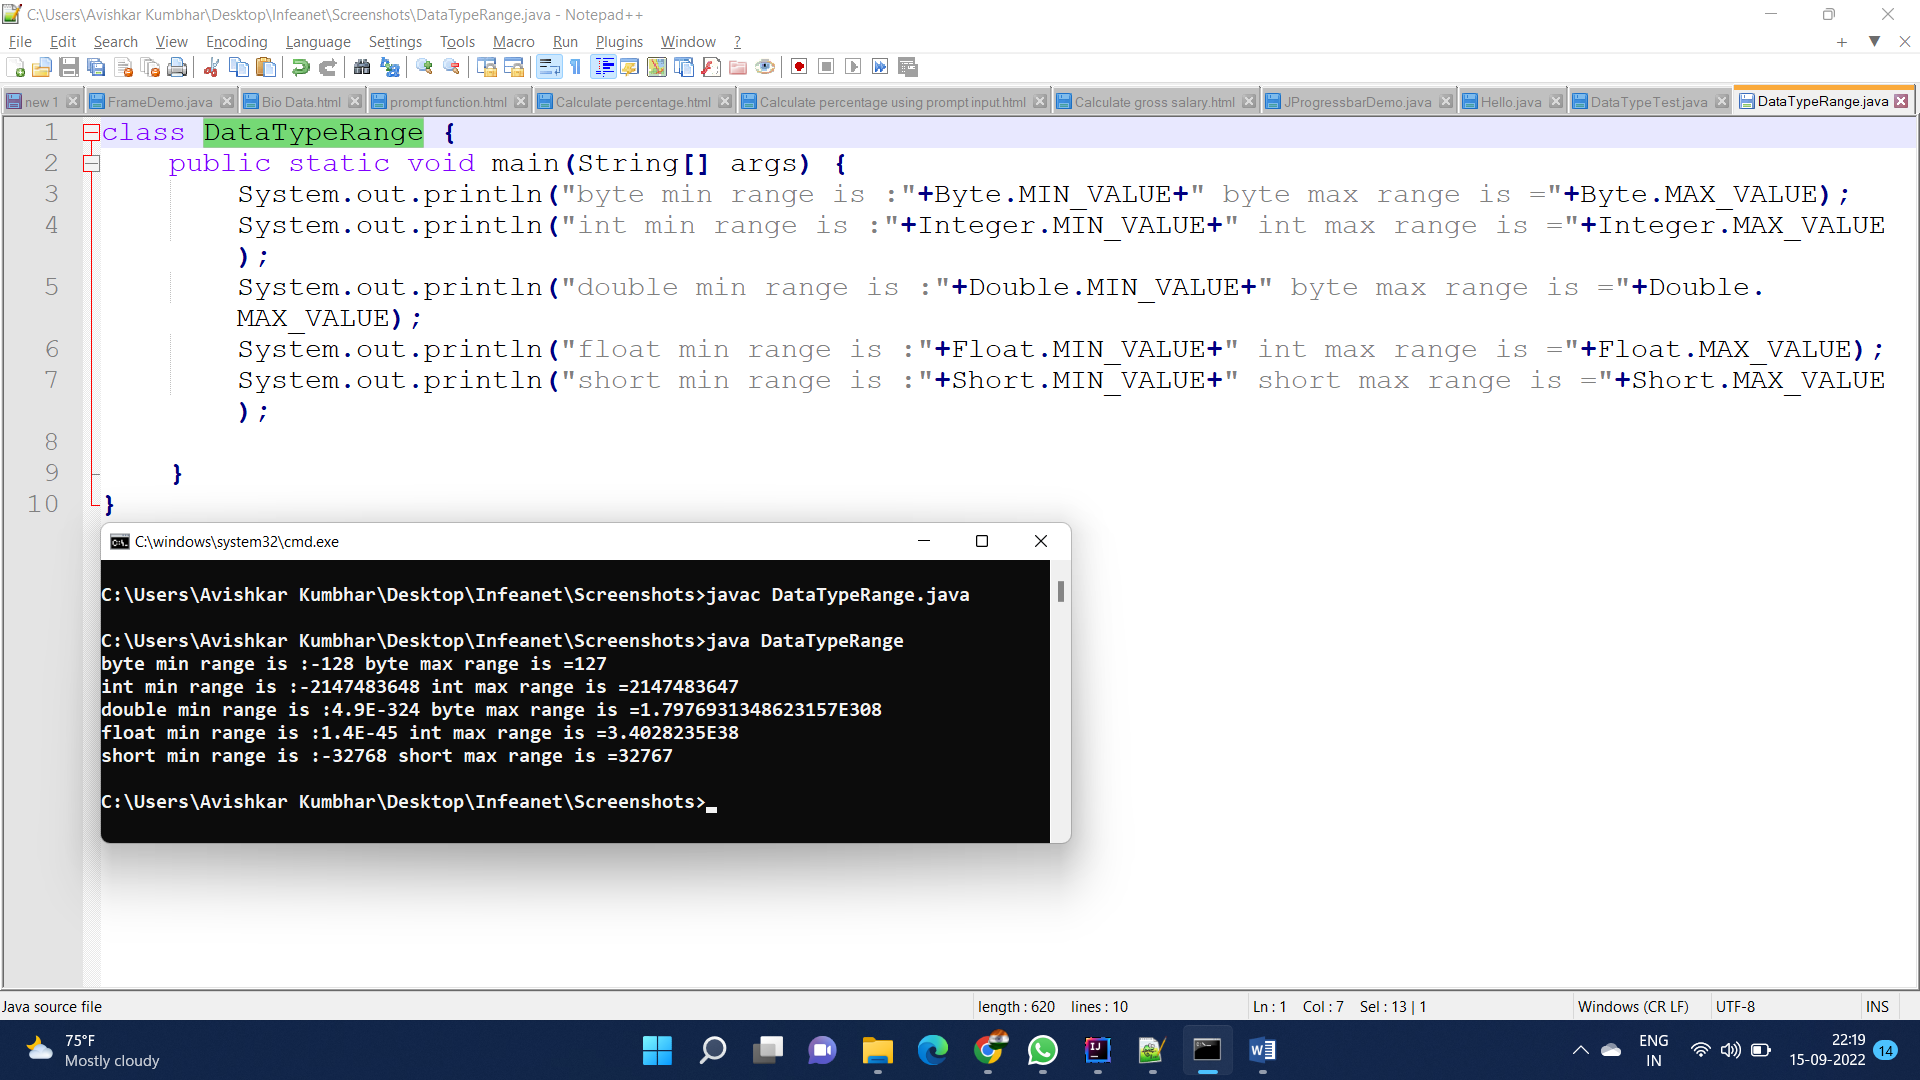 C:\Users\Avishkar Kumbhar\Desktop\Infeanet\Screenshots\DataTypeRange.java - Notepad++
File Edit Search View Encoding Language Settings Tools Macro Run Plugins Window ?
new 1 FrameDemo.java Bio Data.html prompt function.html Calculate percentage.html Calculate percentage using prompt input.html Calculate gross salary.html JProgressbarDemo.java Hello.java DataTypeTest.java DataTypeRange.java
1 class DataTypeRange {
2 public static void main(String[] args) {
3 System.out.println("byte min range is :"+Byte.MIN_VALUE+" byte max range is ="+Byte.MAX_VALUE);
4 System.out.println("int min range is :"+Integer.MIN_VALUE+" int max range is ="+Integer.MAX_VALUE
);
5 System.out.println("double min range is :"+Double.MIN_VALUE+" byte max range is ="+Double.
MAX_VALUE);
6 System.out.println("float min range is :"+Float.MIN_VALUE+" int max range is ="+Float.MAX_VALUE);
7 System.out.println("short min range is :"+Short.MIN_VALUE+" short max range is ="+Short.MAX_VALUE
);
8
9 }
10 }
C:\windows\system32\cmd.exe
C:\Users\Avishkar Kumbhar\Desktop\Infeanet\Screenshots>javac DataTypeRange.java
C:\Users\Avishkar Kumbhar\Desktop\Infeanet\Screenshots>java DataTypeRange
byte min range is :-128 byte max range is =127
int min range is :-2147483648 int max range is =2147483647
double min range is :4.9E-324 byte max range is =1.7976931348623157E308
float min range is :1.4E-45 int max range is =3.4028235E38
short min range is :-32768 short max range is =32767
C:\Users\Avishkar Kumbhar\Desktop\Infeanet\Screenshots>
Java source file length : 620 lines : 10 Ln : 1 Col : 7 Sel : 13 | 1 Windows (CR LF) UTF-8 INS
75°F
Mostly cloudy
ENG
IN
22:19
15-09-2022
14